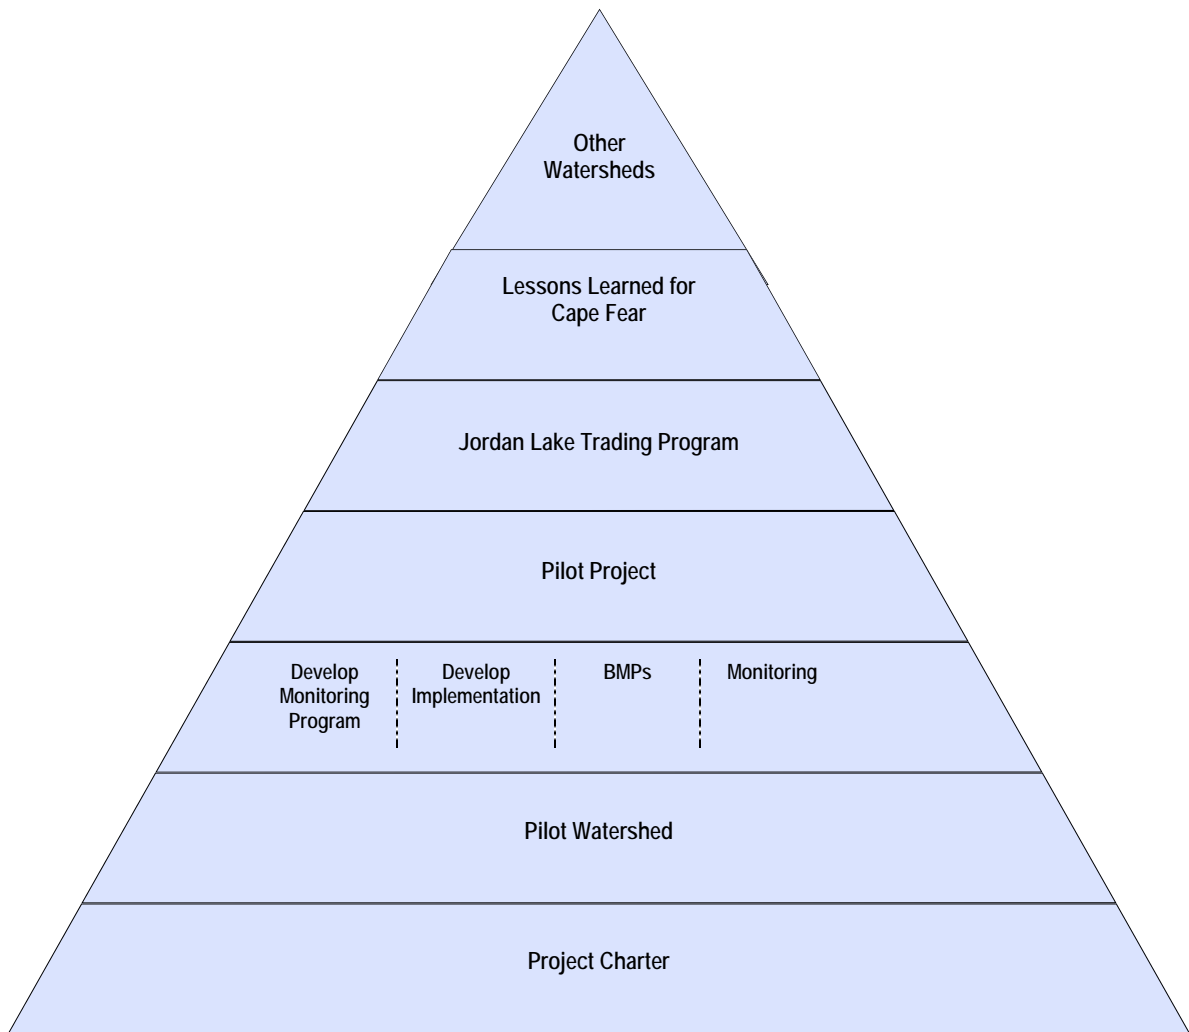 Other
Watersheds
Lessons Learned for
Cape Fear
Jordan Lake Trading Program
Pilot Project
Develop
Monitoring
Program
Develop
Implementation
BMPs
Monitoring
Pilot Watershed
Project Charter